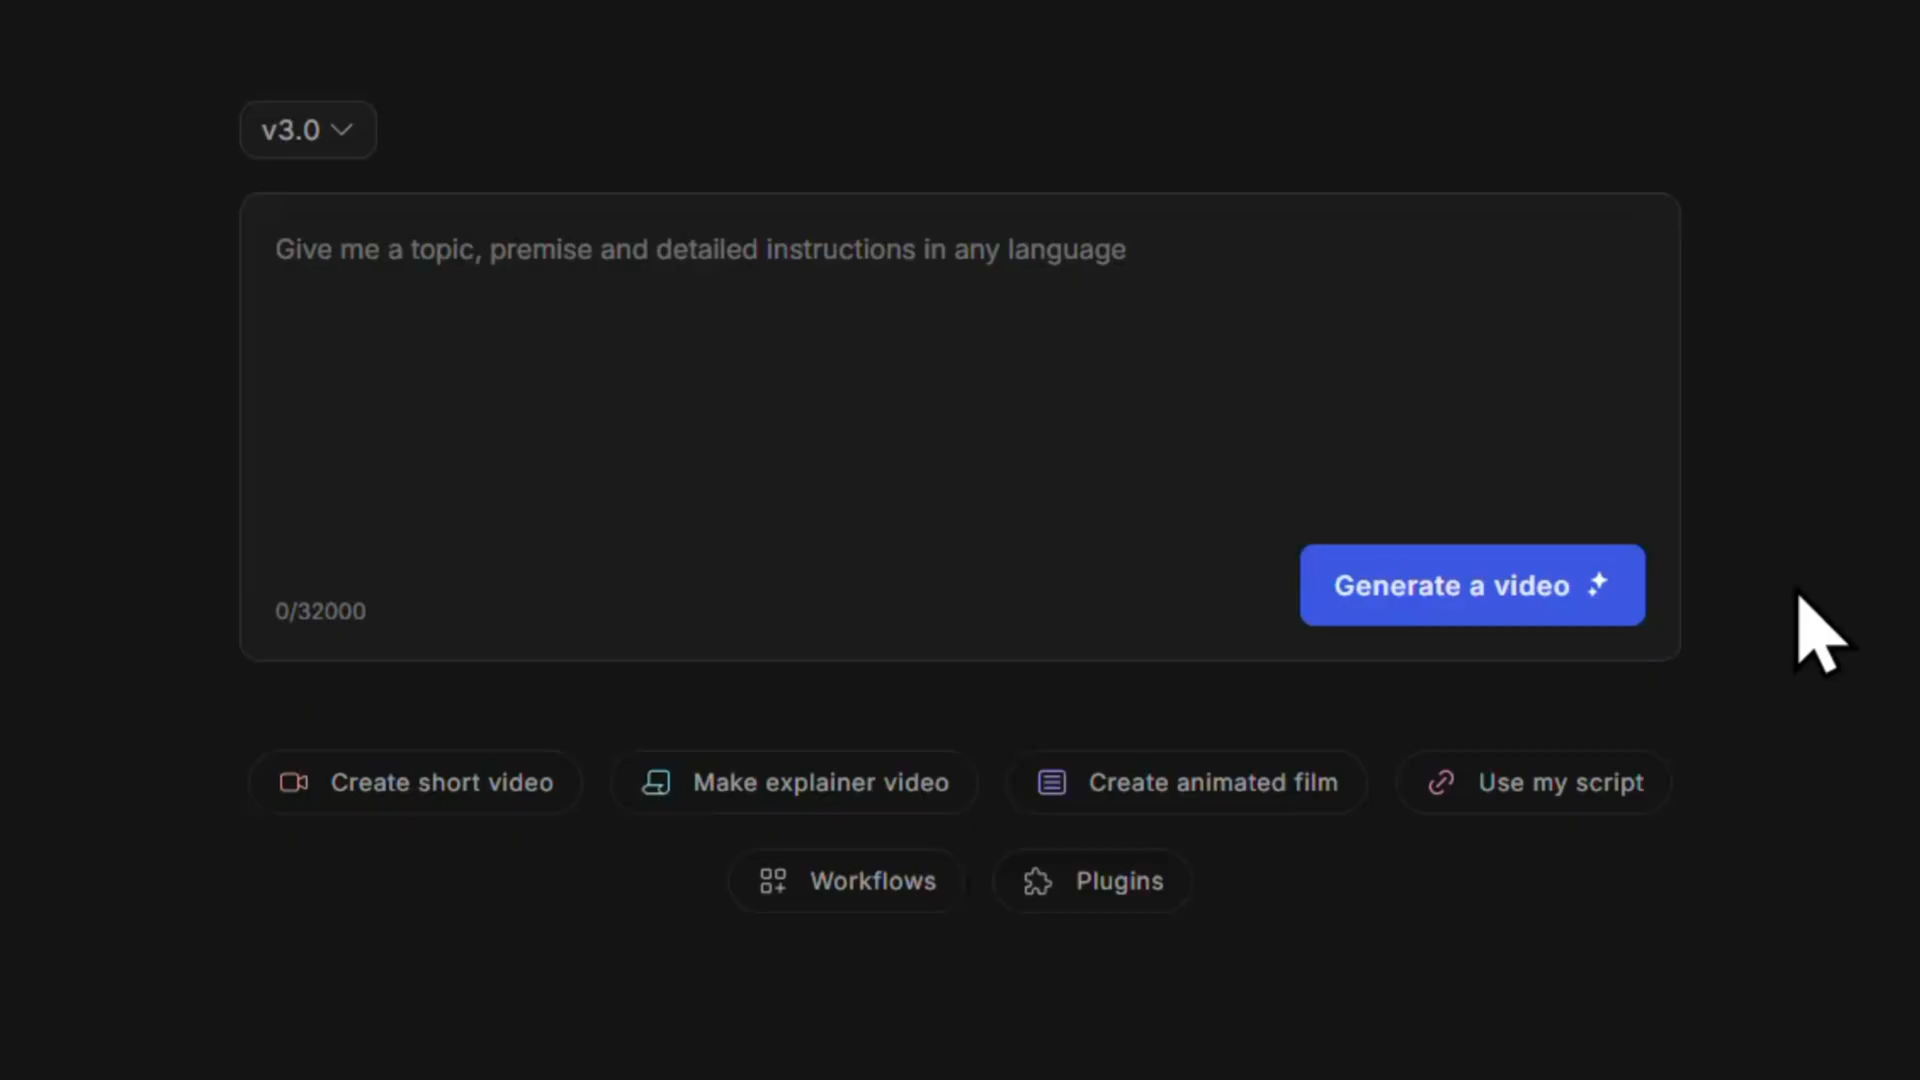 v3.0
Give me a topic, premise and detailed instructions in any language
Generate a video
0/32000
Create short video
Make explainer video
Create animated film
Use my script
Workflows
Plugins